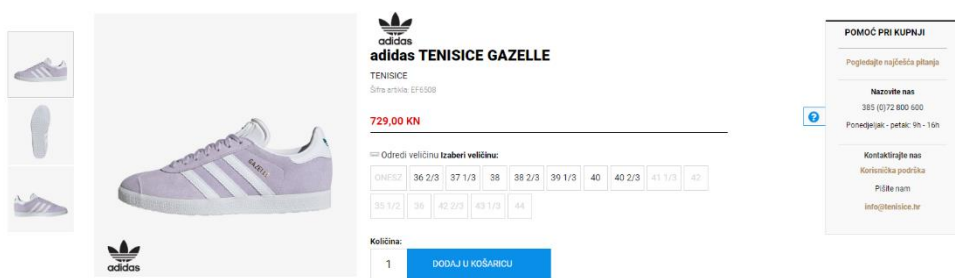 adidas
adidas TENISICE GAZELLE
TENISICE
Šifra artikla: EF6508
729,00 KN
Odredi veličinu Izaberi veličinu:
ONESZ 36 2/3 37 1/3 38 38 2/3 39 1/3 40 40 2/3 41 1/3 42
35 1/2 36 42 2/3 43 1/3 44
Količina:
1 DODAJ U KOŠARICU
GAZELLE
adidas
?
POMOĆ PRI KUPNJI
Pogledajte najčešća pitanja
Nazovite nas
385 (0)72 800 600
Ponedjeljak - petak: 9h - 16h
Kontaktirajte nas
Korisnička podrška
Pišite nam
info@tenisice.hr